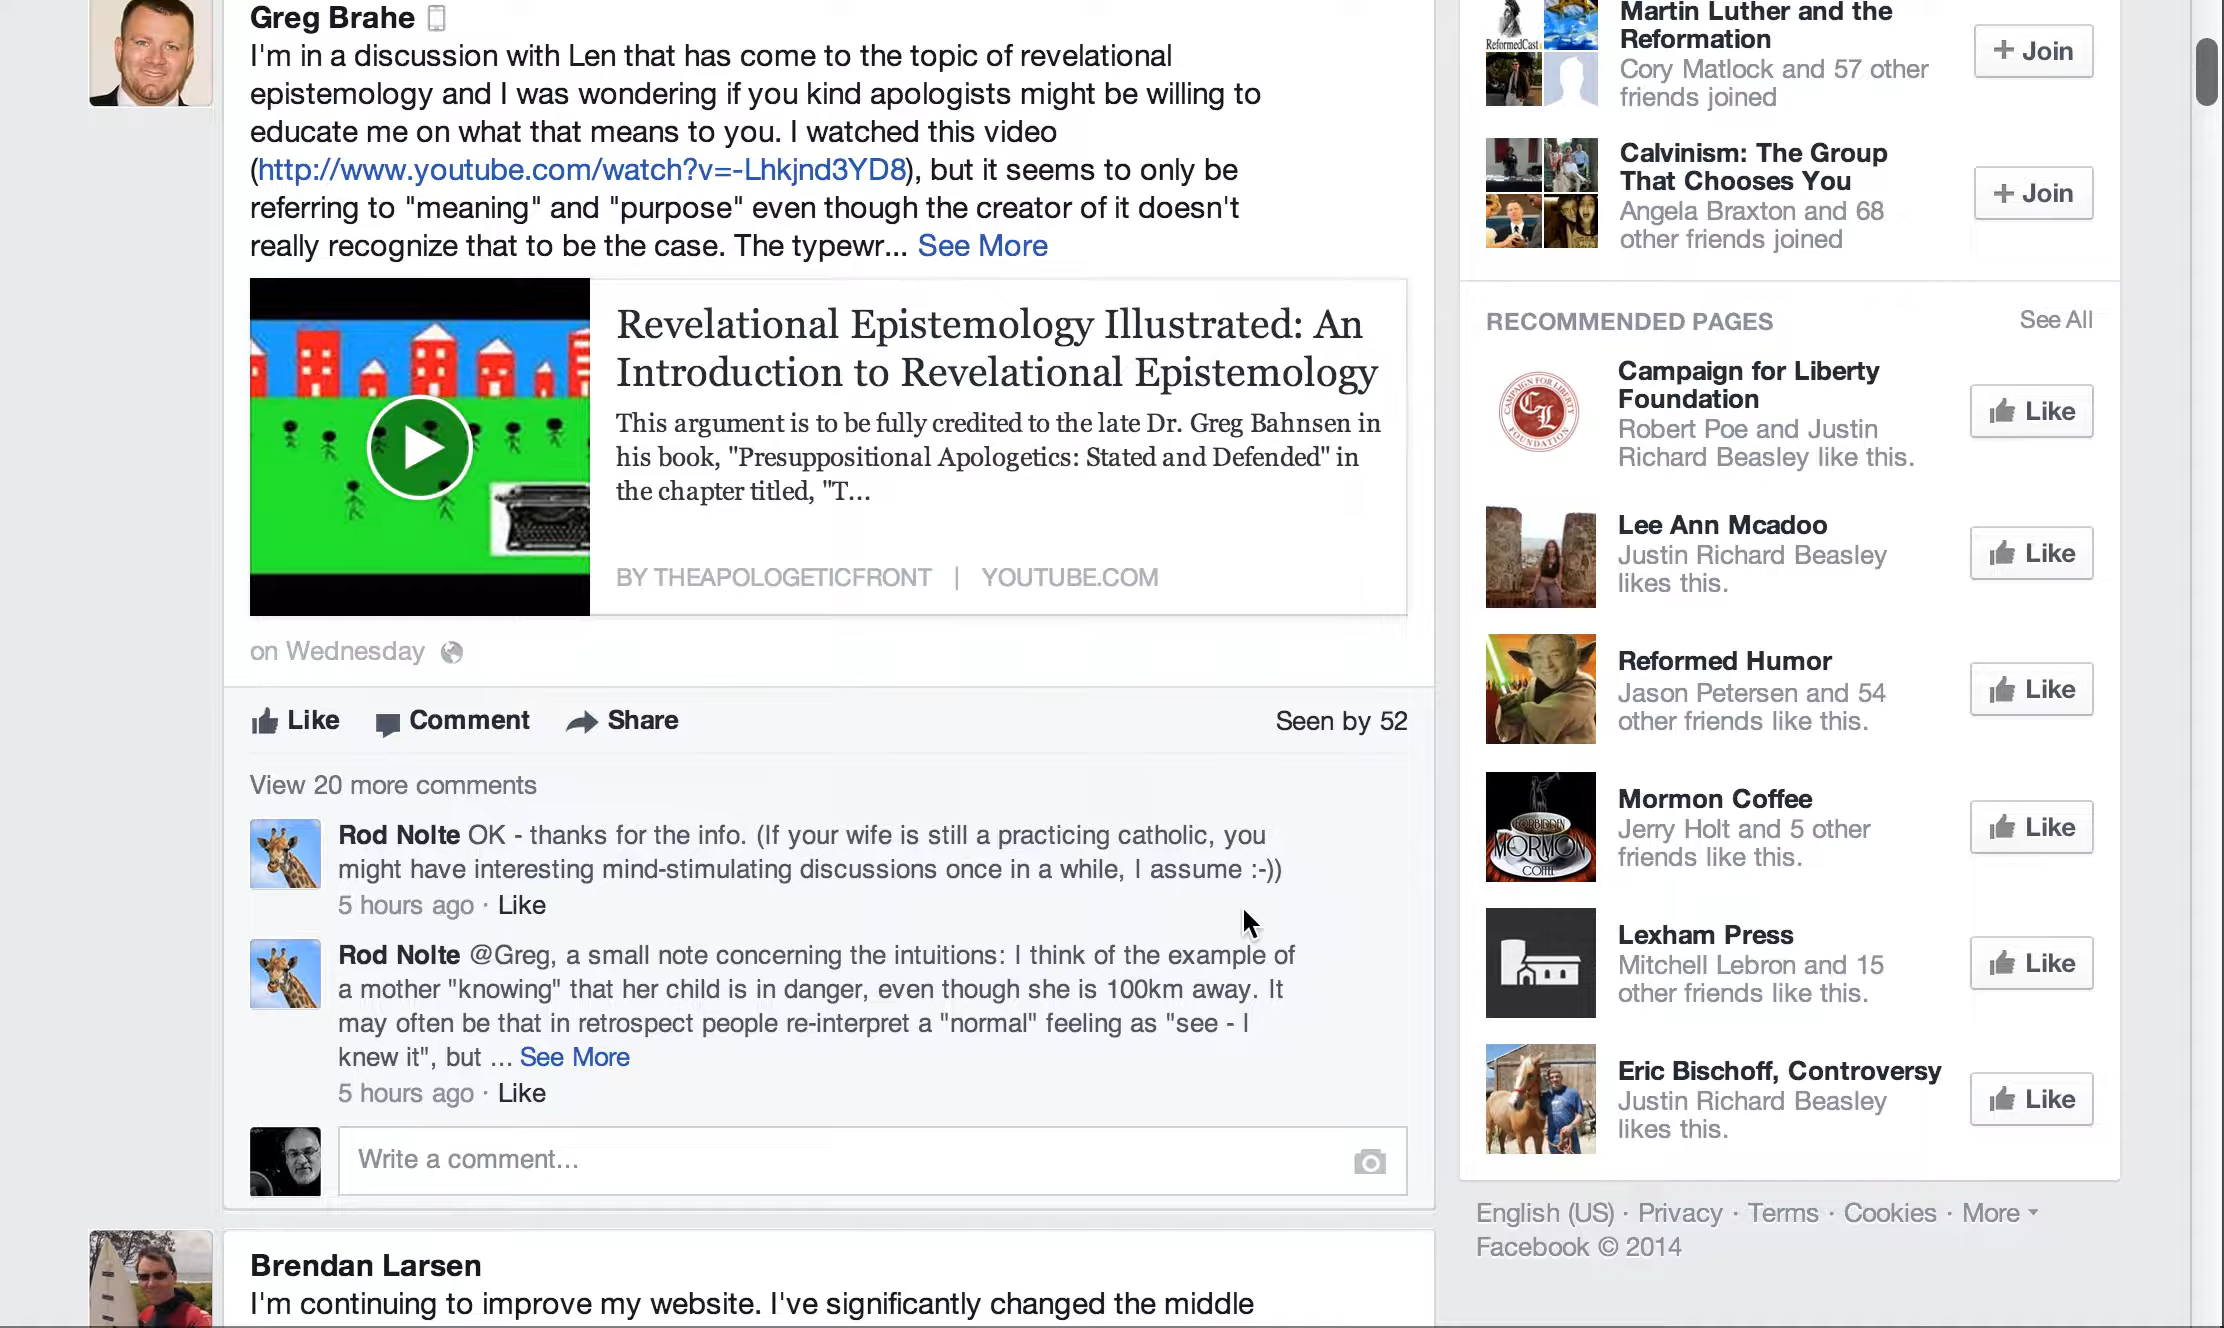 Greg Brahe
I'm in a discussion with Len that has come to the topic of revelational
epistemology and I was wondering if you kind apologists might be willing to
educate me on what that means to you. I watched this video
(http://www.youtube.com/watch?v=-Lhkjnd3YD8), but it seems to only be
referring to "meaning" and "purpose" even though the creator of it doesn't
really recognize that to be the case. The typewr... See More
Revelational Epistemology Illustrated: An
Introduction to Revelational Epistemology
This argument is to be fully credited to the late Dr. Greg Bahnsen in
his book, "Presuppositional Apologetics: Stated and Defended" in
the chapter titled, "T...
BY THEAPOLOGETICFRONT | YOUTUBE.COM
on Wednesday
Like Comment Share Seen by 52
View 20 more comments
Rod Nolte OK - thanks for the info. (If your wife is still a practicing catholic, you
might have interesting mind-stimulating discussions once in a while, I assume :-))
5 hours ago · Like
Rod Nolte @Greg, a small note concerning the intuitions: I think of the example of
a mother "knowing" that her child is in danger, even though she is 100km away. It
may often be that in retrospect people re-interpret a "normal" feeling as "see - I
knew it", but ... See More
5 hours ago · Like
Write a comment...
Brendan Larsen
I'm continuing to improve my website. I've significantly changed the middle
ReformedCast
Martin Luther and the
Reformation
Cory Matlock and 57 other
friends joined
+ Join
Calvinism: The Group
That Chooses You
Angela Braxton and 68
other friends joined
+ Join
RECOMMENDED PAGES See All
CAMPAIGN FOR LIBERTY
CL
FOUNDATION
Campaign for Liberty
Foundation
Robert Poe and Justin
Richard Beasley like this.
Like
Lee Ann Mcadoo
Justin Richard Beasley
likes this.
Like
Reformed Humor
Jason Petersen and 54
other friends like this.
Like
FORBIDDEN
MORMON
COFFEE
Mormon Coffee
Jerry Holt and 5 other
friends like this.
Like
Lexham Press
Mitchell Lebron and 15
other friends like this.
Like
Eric Bischoff, Controversy
Justin Richard Beasley
likes this.
Like
English (US) · Privacy · Terms · Cookies · More
Facebook © 2014